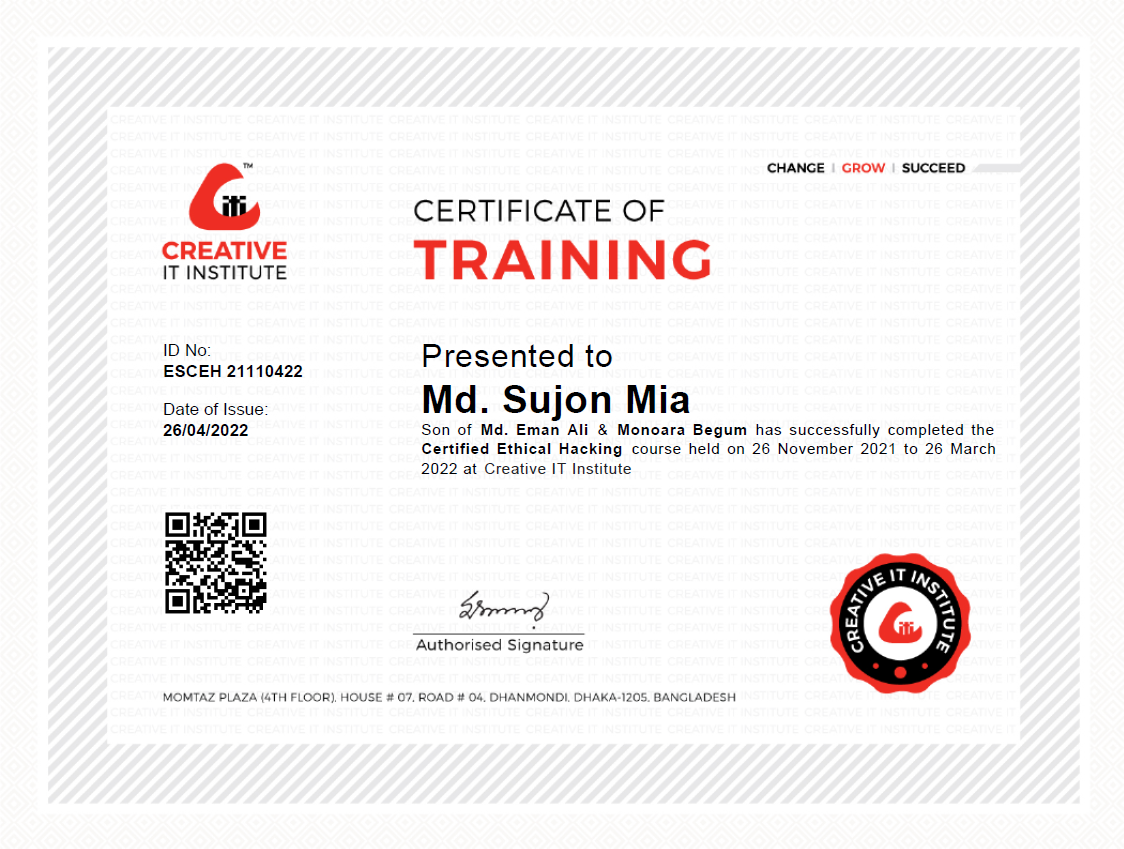 CHANGE | GROW | SUCCEED
™
CREATIVE
IT INSTITUTE
CERTIFICATE OF
TRAINING
ID No:
ESCEH 21110422
Date of Issue:
26/04/2022
Presented to
Md. Sujon Mia
Son of Md. Eman Ali & Monoara Begum has successfully completed the
Certified Ethical Hacking course held on 26 November 2021 to 26 March
2022 at Creative IT Institute
Authorised Signature
CREATIVE IT INSTITUTE
MOMTAZ PLAZA (4TH FLOOR), HOUSE # 07, ROAD # 04, DHANMONDI, DHAKA-1205, BANGLADESH